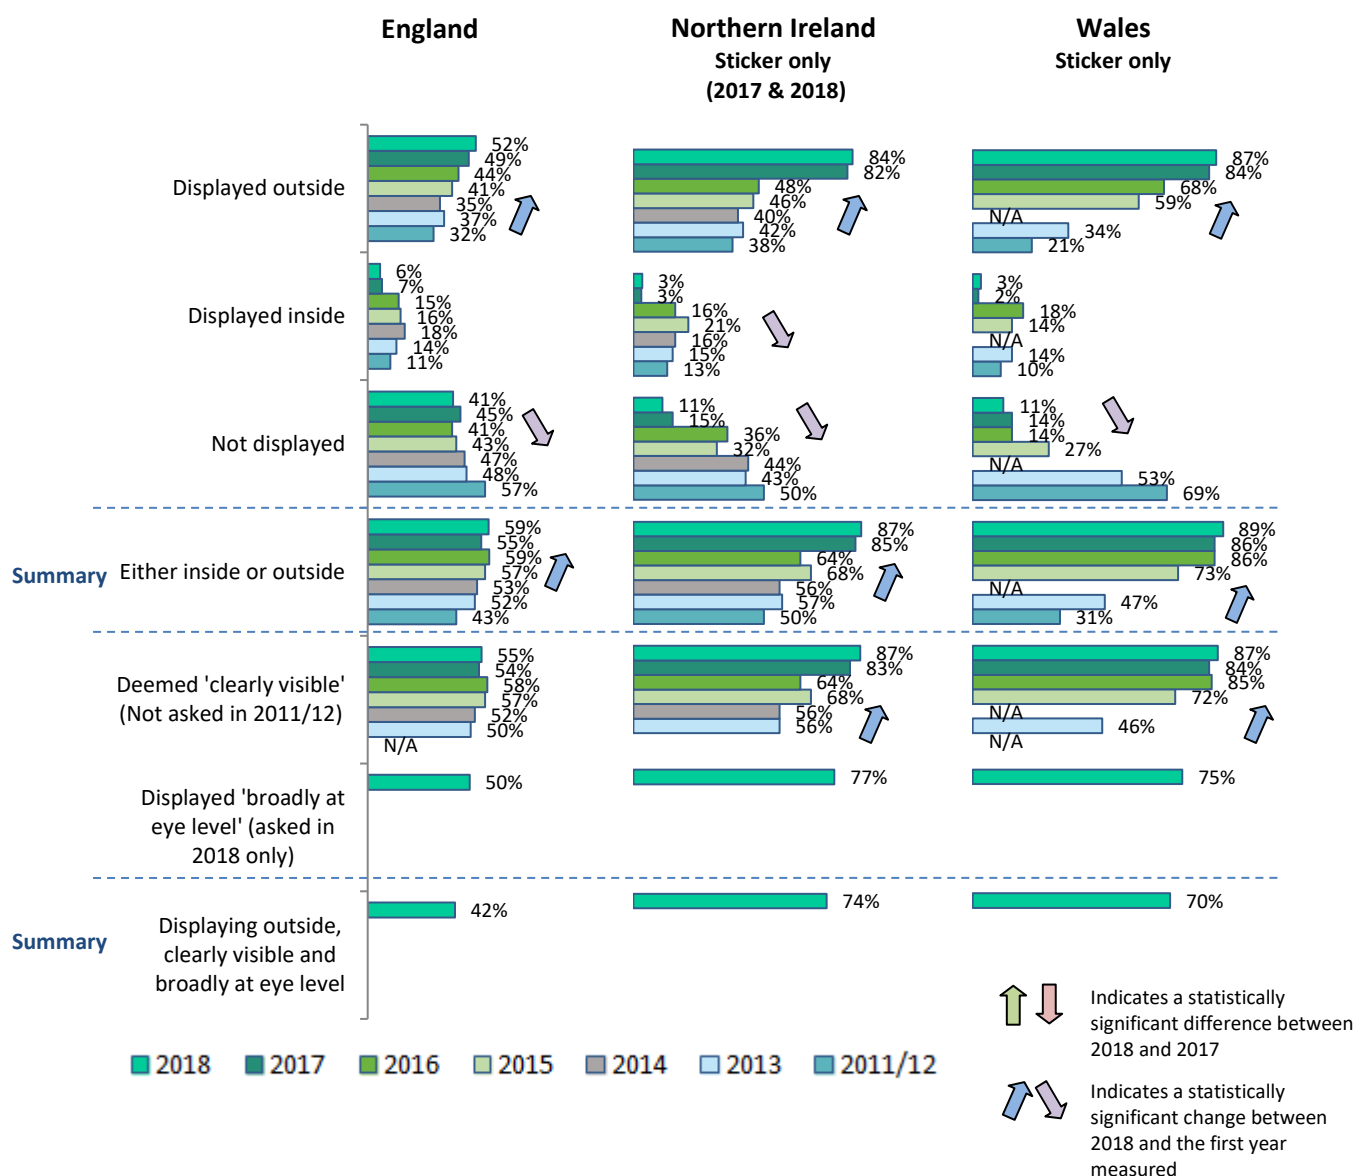 England
Northern Ireland
Sticker only
(2017 & 2018)
Wales
Sticker only
Displayed outside
52%
49%
44%
41%
35%
37%
32%
84%
82%
48%
46%
40%
42%
38%
87%
84%
68%
59%
N/A
34%
21%
Displayed inside
6%
7%
15%
16%
18%
14%
11%
3%
3%
16%
21%
16%
15%
13%
3%
2%
18%
14%
N/A
14%
10%
Not displayed
41%
45%
41%
43%
47%
48%
57%
11%
15%
36%
32%
44%
43%
50%
11%
14%
14%
27%
N/A
53%
69%
Summary
Either inside or outside
59%
55%
59%
57%
53%
52%
43%
87%
85%
64%
68%
56%
57%
50%
89%
86%
86%
73%
N/A
47%
31%
Deemed 'clearly visible'
(Not asked in 2011/12)
55%
54%
58%
57%
52%
50%
N/A
87%
83%
64%
68%
56%
56%
87%
84%
85%
72%
N/A
46%
N/A
Displayed 'broadly at
eye level' (asked in
2018 only)
50%
77%
75%
Summary
Displaying outside,
clearly visible and
broadly at eye level
42%
74%
70%
Indicates a statistically
significant difference between
2018 and 2017
2018 2017 2016 2015 2014 2013 2011/12
Indicates a statistically
significant change between
2018 and the first year
measured